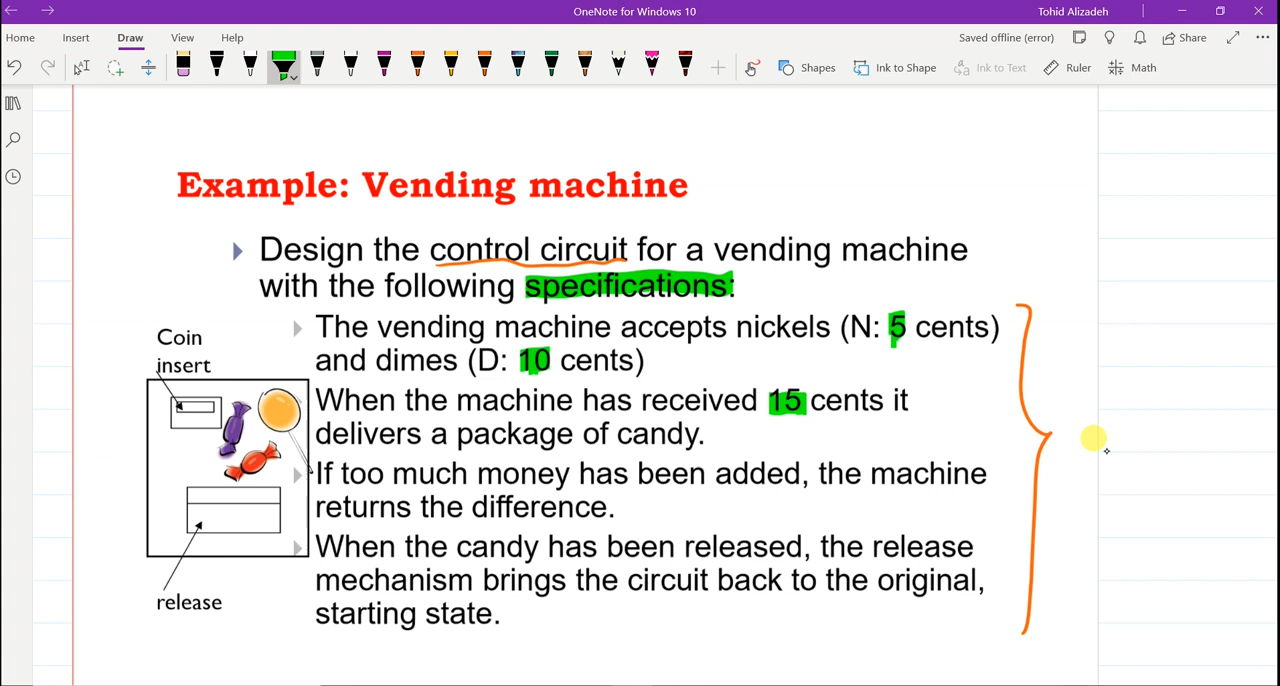 OneNote for Windows 10
Tohid Alizadeh
Home Insert Draw View Help
Saved offline (error)
Share
Shapes
Ink to Shape
Ink to Text
Ruler
Math
Example: Vending machine
Design the control circuit for a vending machine
with the following specifications:
The vending machine accepts nickels (N: 5 cents)
and dimes (D: 10 cents)
When the machine has received 15 cents it
delivers a package of candy.
If too much money has been added, the machine
returns the difference.
When the candy has been released, the release
mechanism brings the circuit back to the original,
starting state.
Coin
insert
release